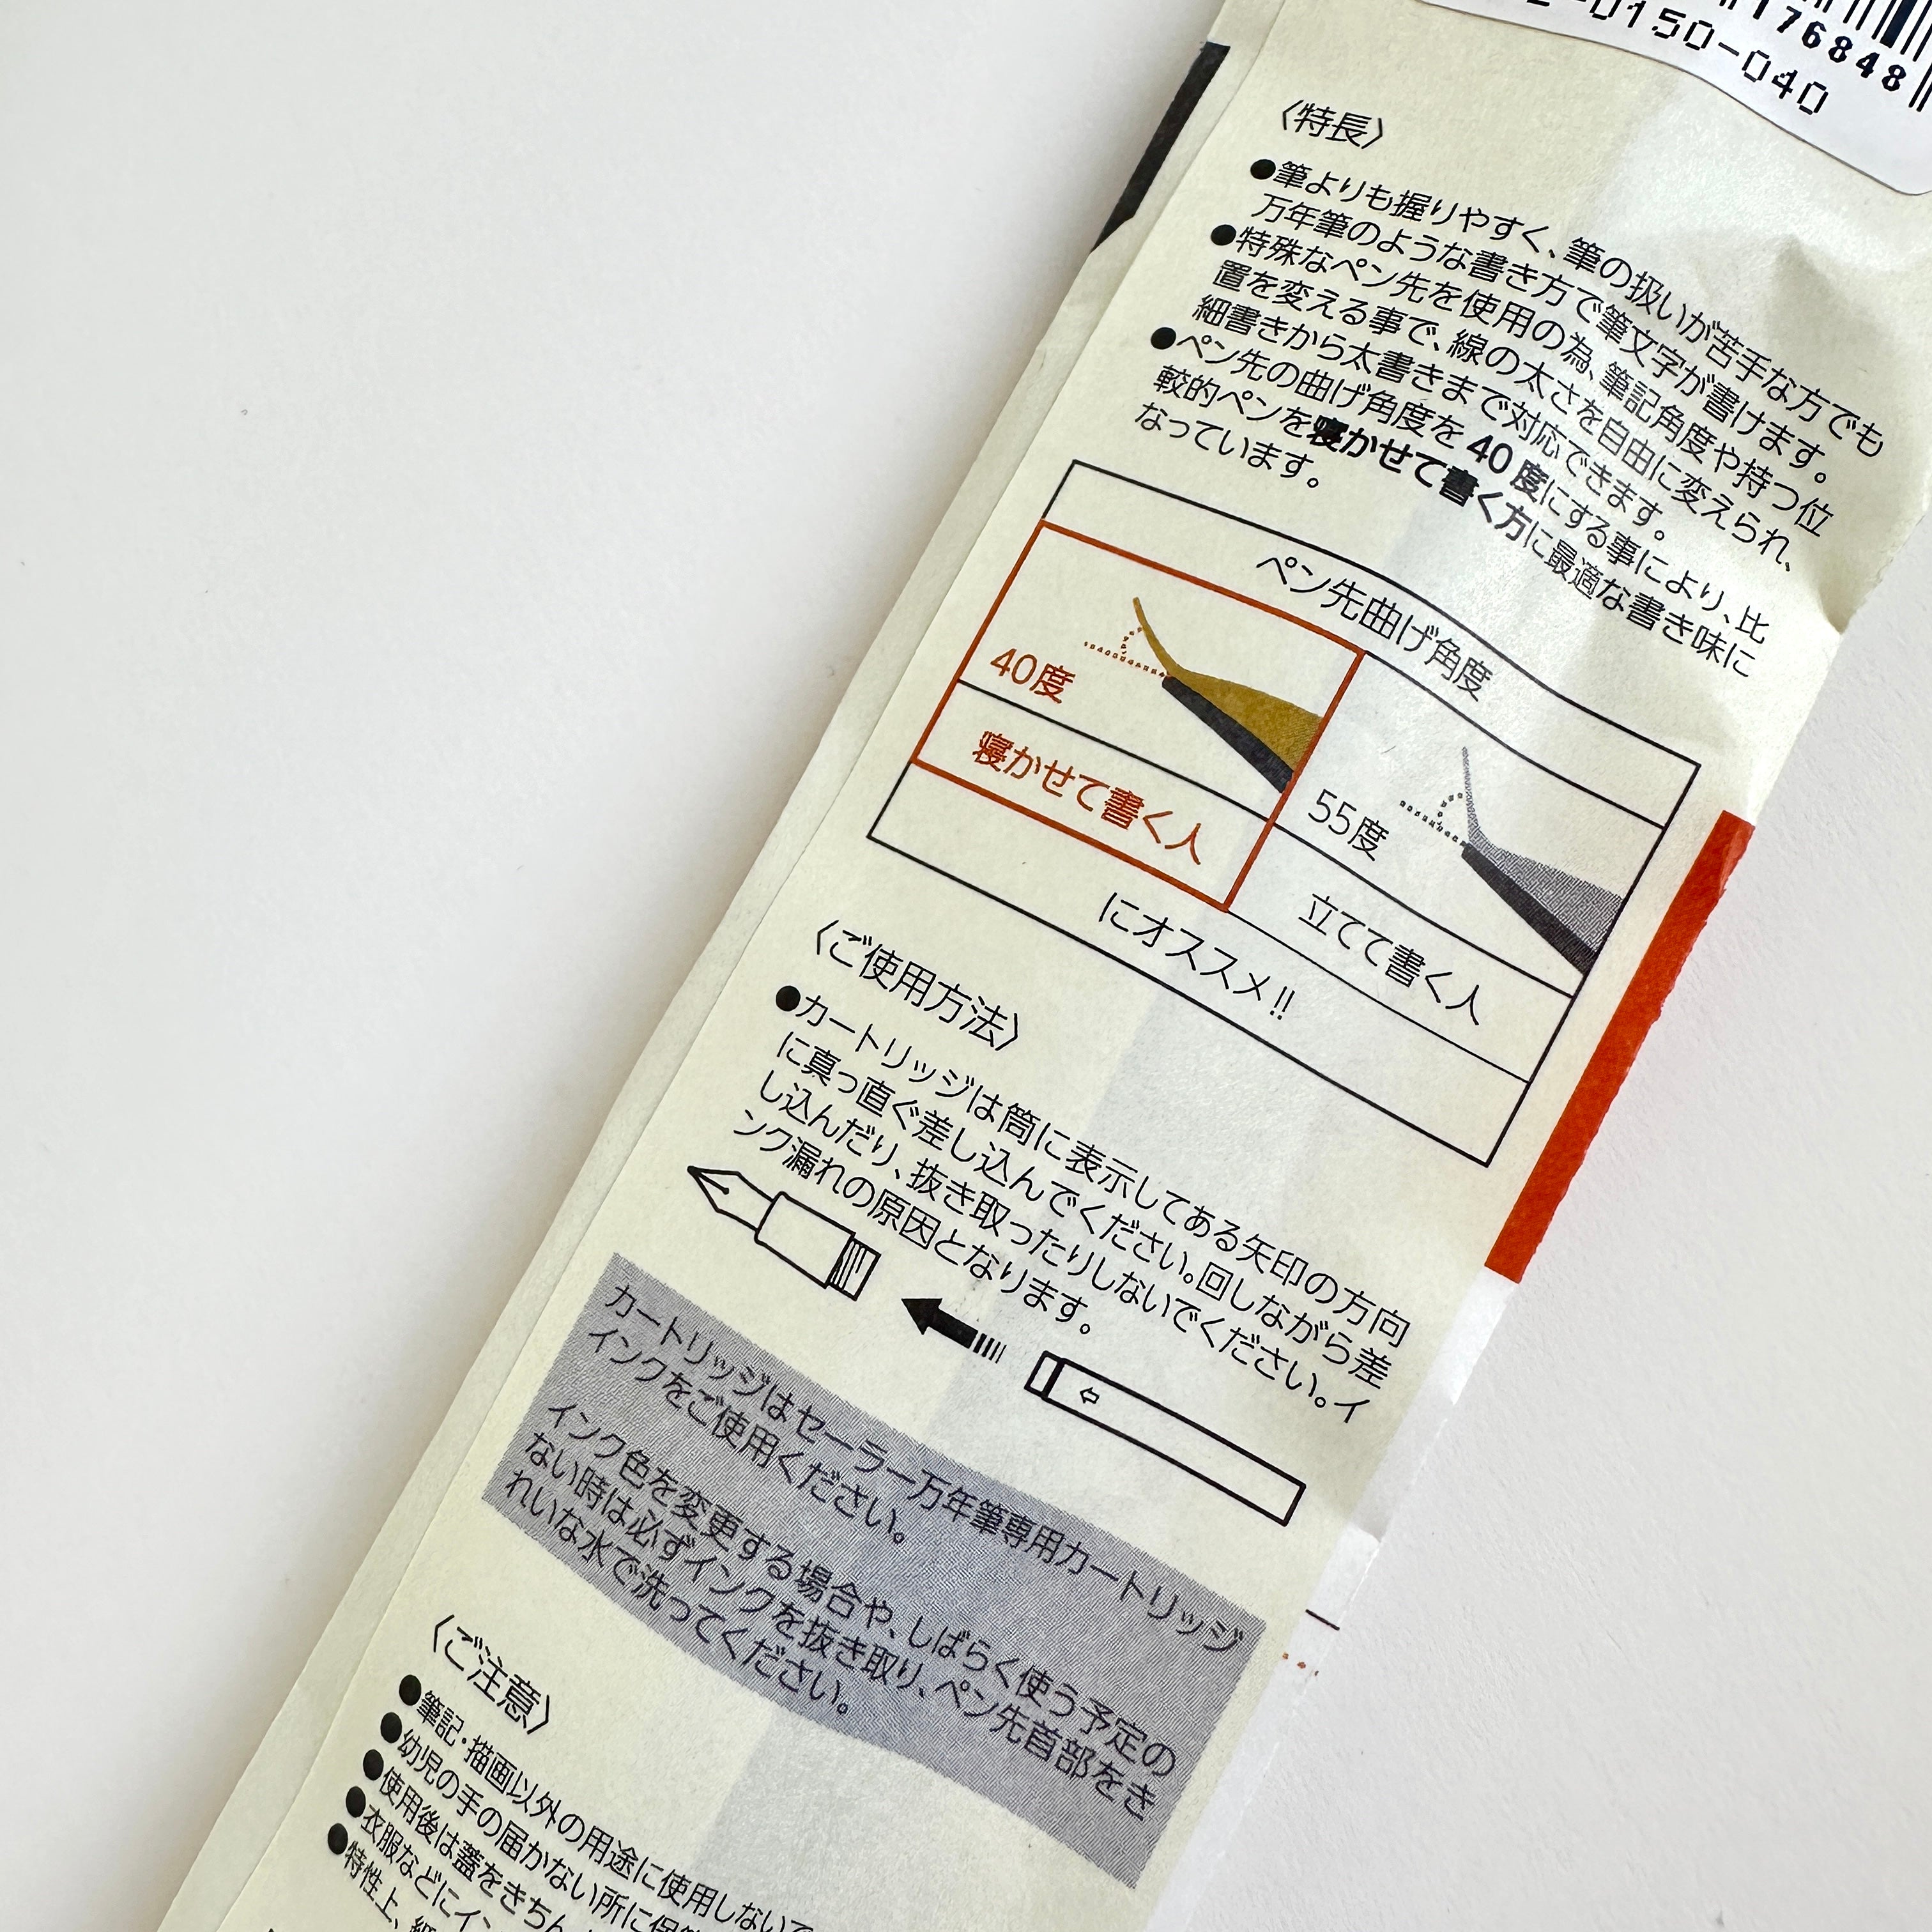 176848
-0150-040
〈特長〉
●筆よりも握りやすく、筆の扱いが苦手な方でも
万年筆のような書き方で筆文字が書けます。
●特殊なペン先を使用の為、筆記角度や持つ位
置を変える事で、線の太さを自由に変えられ、
細書きから太書きまで対応できます。
●ペン先の曲げ角度を40度にする事により、比
較的ペンを寝かせて書く方に最適な書き味に
なっています。
ペン先曲げ角度
40度
55度
寝かせて書く人
立てて書く人
にオススメ!!
〈ご使用方法〉
●カートリッジは筒に表示してある矢印の方向
に真っ直ぐ差し込んでください。回しながら差
し込んだり、抜き取ったりしないでください。イ
ンク漏れの原因となります。
カートリッジはセーラー万年筆専用カートリッジ
インクをご使用ください。
インク色を変更する場合や、しばらく使う予定の
ない時は必ずインクを抜き取り、ペン先首部をき
れいな水で洗ってください。
〈ご注意〉
●筆記・描画以外の用途に使用しないで
●幼児の手の届かない所に保管
●使用後は蓋をきちん
●衣服などにイン
●特性上、細